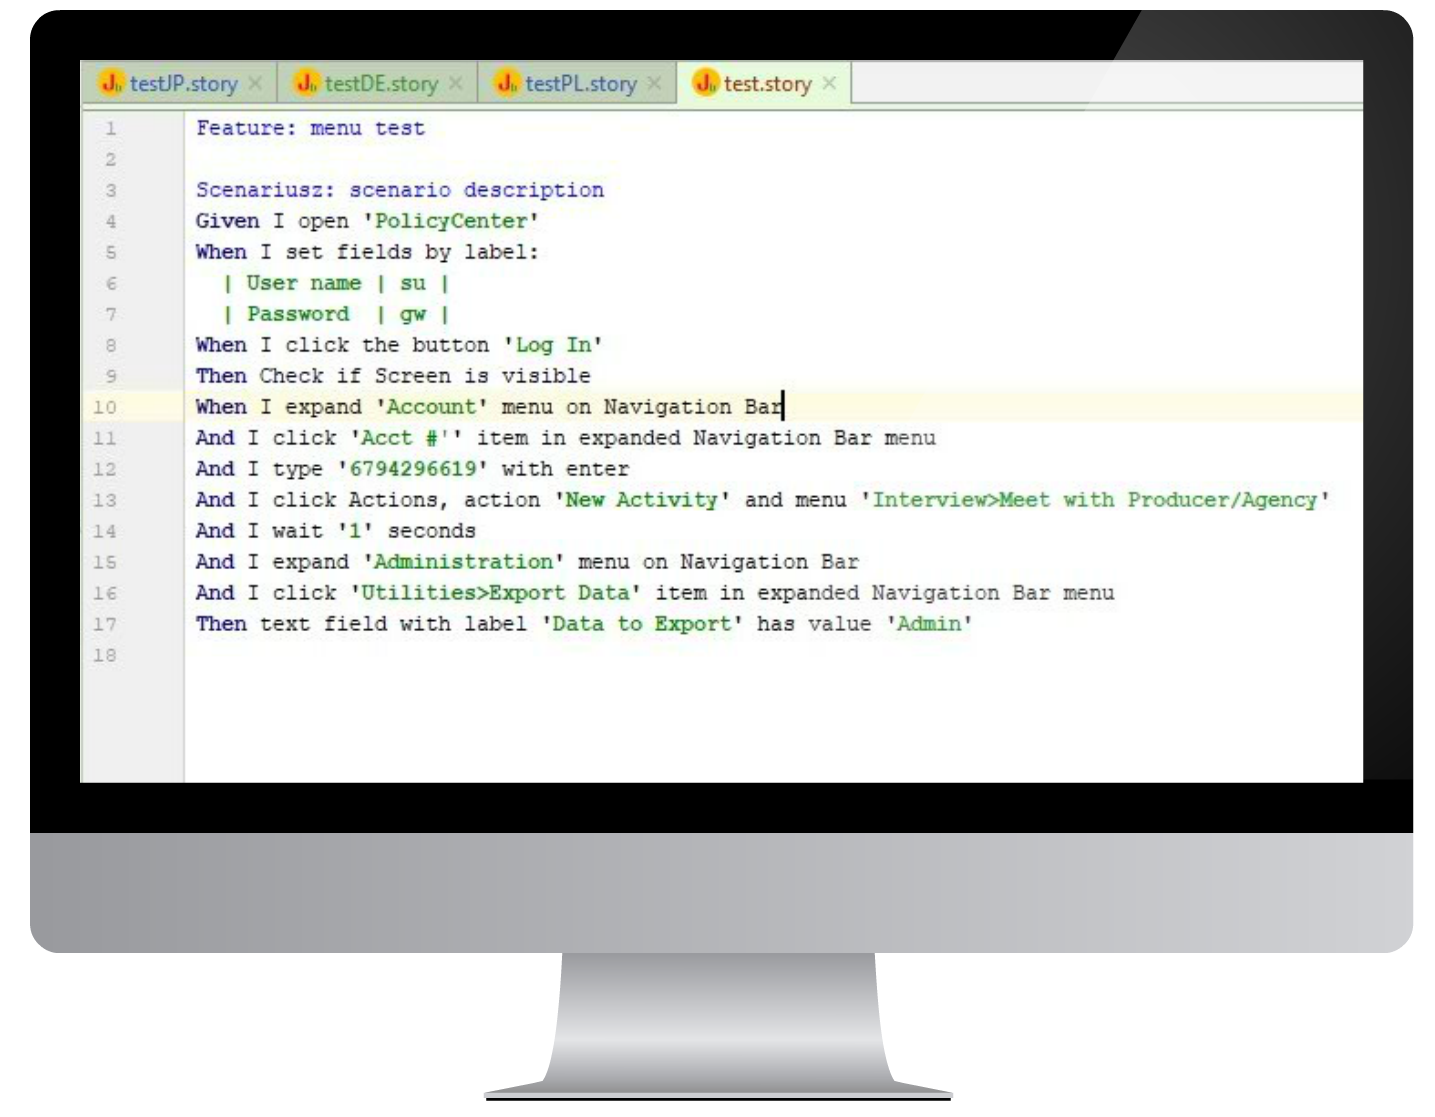 testJP.story testDE.story testPL.story test.story
1 Feature: menu test
2
3 Scenariusz: scenario description
4 Given I open 'PolicyCenter'
5 When I set fields by label:
6 | User name | su |
7 | Password | gw |
8 When I click the button 'Log In'
9 Then Check if Screen is visible
10 When I expand 'Account' menu on Navigation Bar
11 And I click 'Acct #'' item in expanded Navigation Bar menu
12 And I type '6794296619' with enter
13 And I click Actions, action 'New Activity' and menu 'Interview>Meet with Producer/Agency'
14 And I wait '1' seconds
15 And I expand 'Administration' menu on Navigation Bar
16 And I click 'Utilities>Export Data' item in expanded Navigation Bar menu
17 Then text field with label 'Data to Export' has value 'Admin'
18